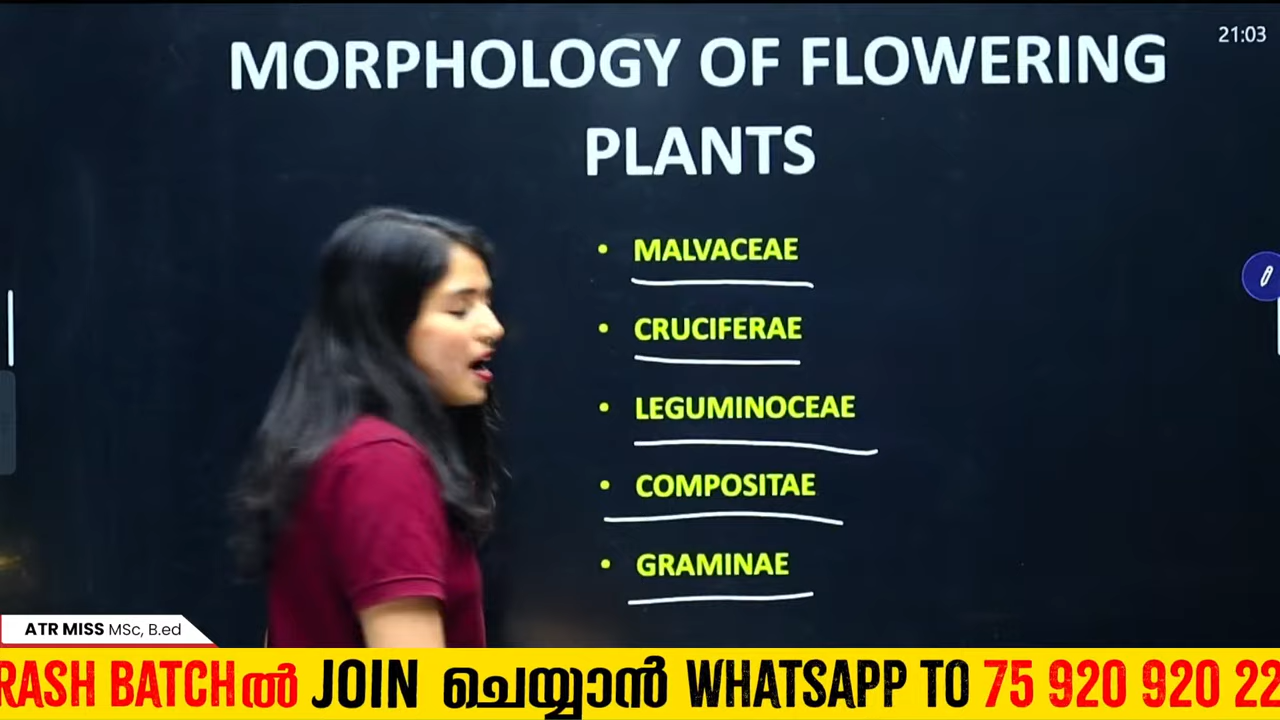 21:03
MORPHOLOGY OF FLOWERING
PLANTS
• MALVACEAE
• CRUCIFERAE
• LEGUMINOCEAE
• COMPOSITAE
• GRAMINAE
ATR MISS MSc, B.ed
RASH BATCHൽ JOIN ചെയ്യാൻ WHATSAPP TO 75 920 920 22